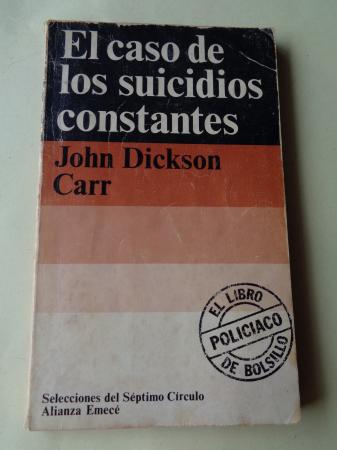 El caso de
los suicidios
constantes
John Dickson
Carr
EL LIBRO
POLICIACO
DE BOLSILLO
Selecciones del Séptimo Círculo
Alianza Emecé